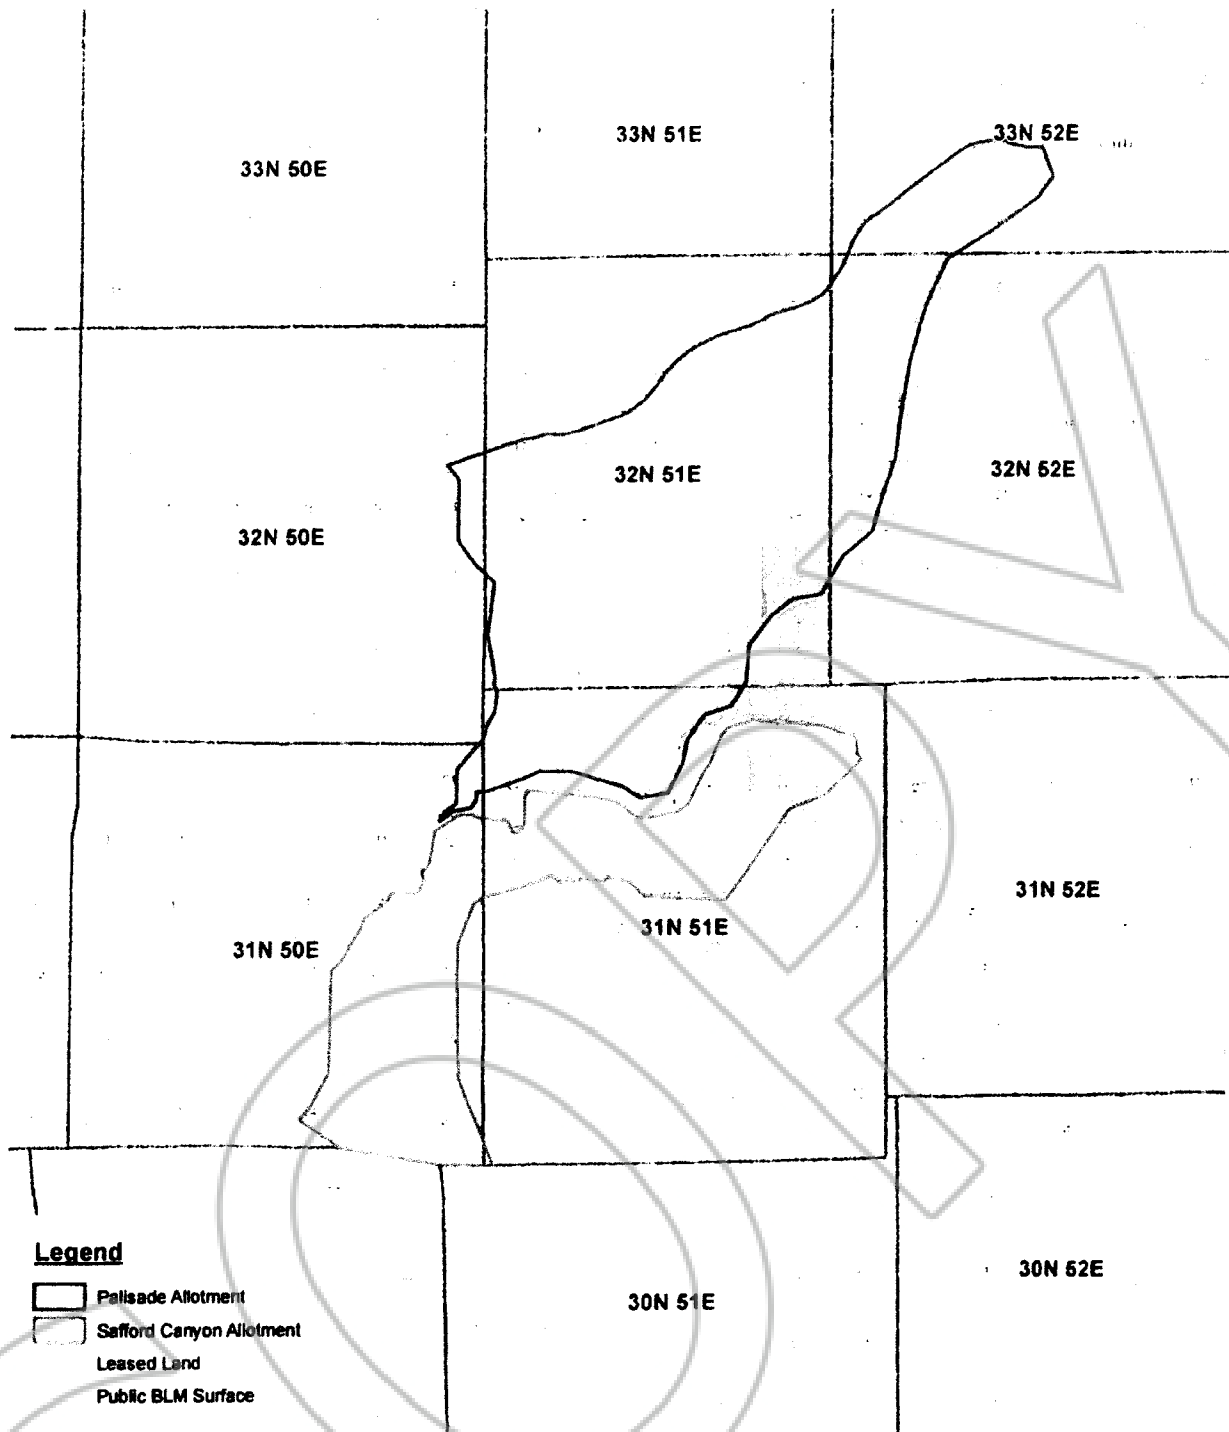 33N 51E
33N 52E
33N 50E
32N 51E
32N 52E
32N 50E
31N 52E
31N 51E
31N 50E
Legend
Palisade Allotment
Safford Canyon Allotment
Leased Land
Public BLM Surface
30N 52E
30N 51E
COPY